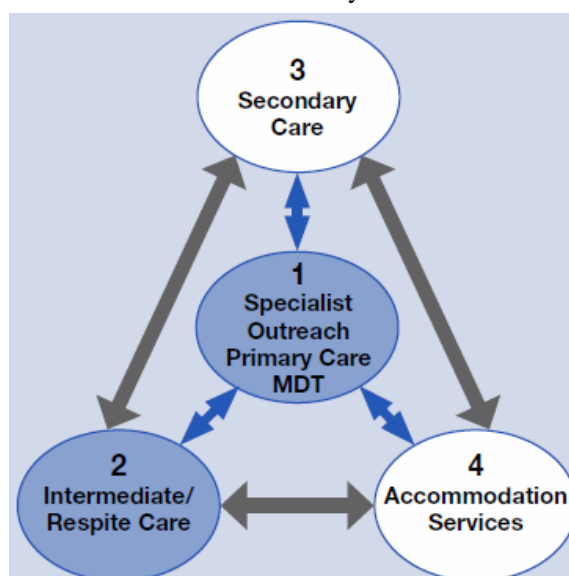 3
Secondary
Care
1
Specialist
Outreach
Primary Care
MDT
2
Intermediate/
Respite Care
4
Accommodation
Services